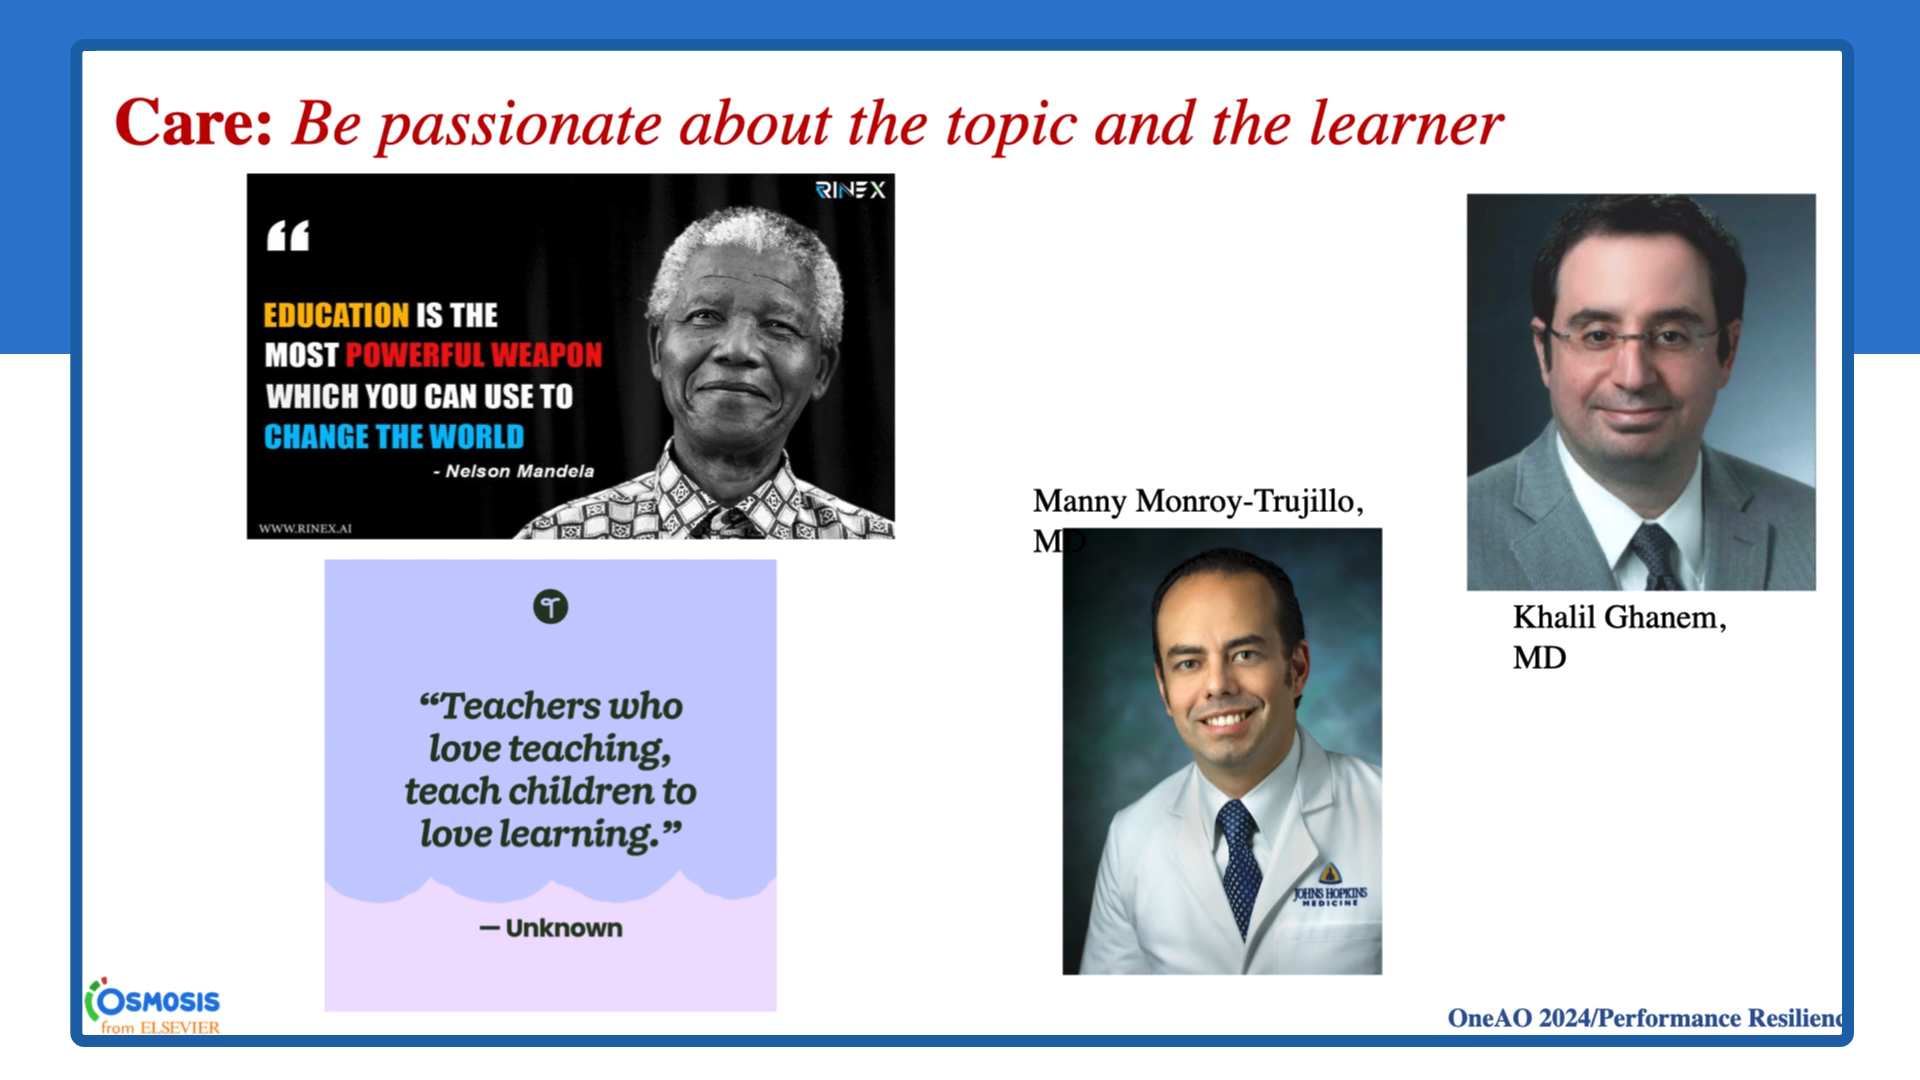 Care: Be passionate about the topic and the learner
RINEX
“
EDUCATION IS THE
MOST POWERFUL WEAPON
WHICH YOU CAN USE TO
CHANGE THE WORLD
- Nelson Mandela
WWW.RINEX.AI
“Teachers who
love teaching,
teach children to
love learning.”
— Unknown
Manny Monroy-Trujillo,
MD
JOHNS HOPKINS
MEDICINE
Khalil Ghanem,
MD
OSMOSIS
from ELSEVIER
OneAO 2024/Performance Resilienc